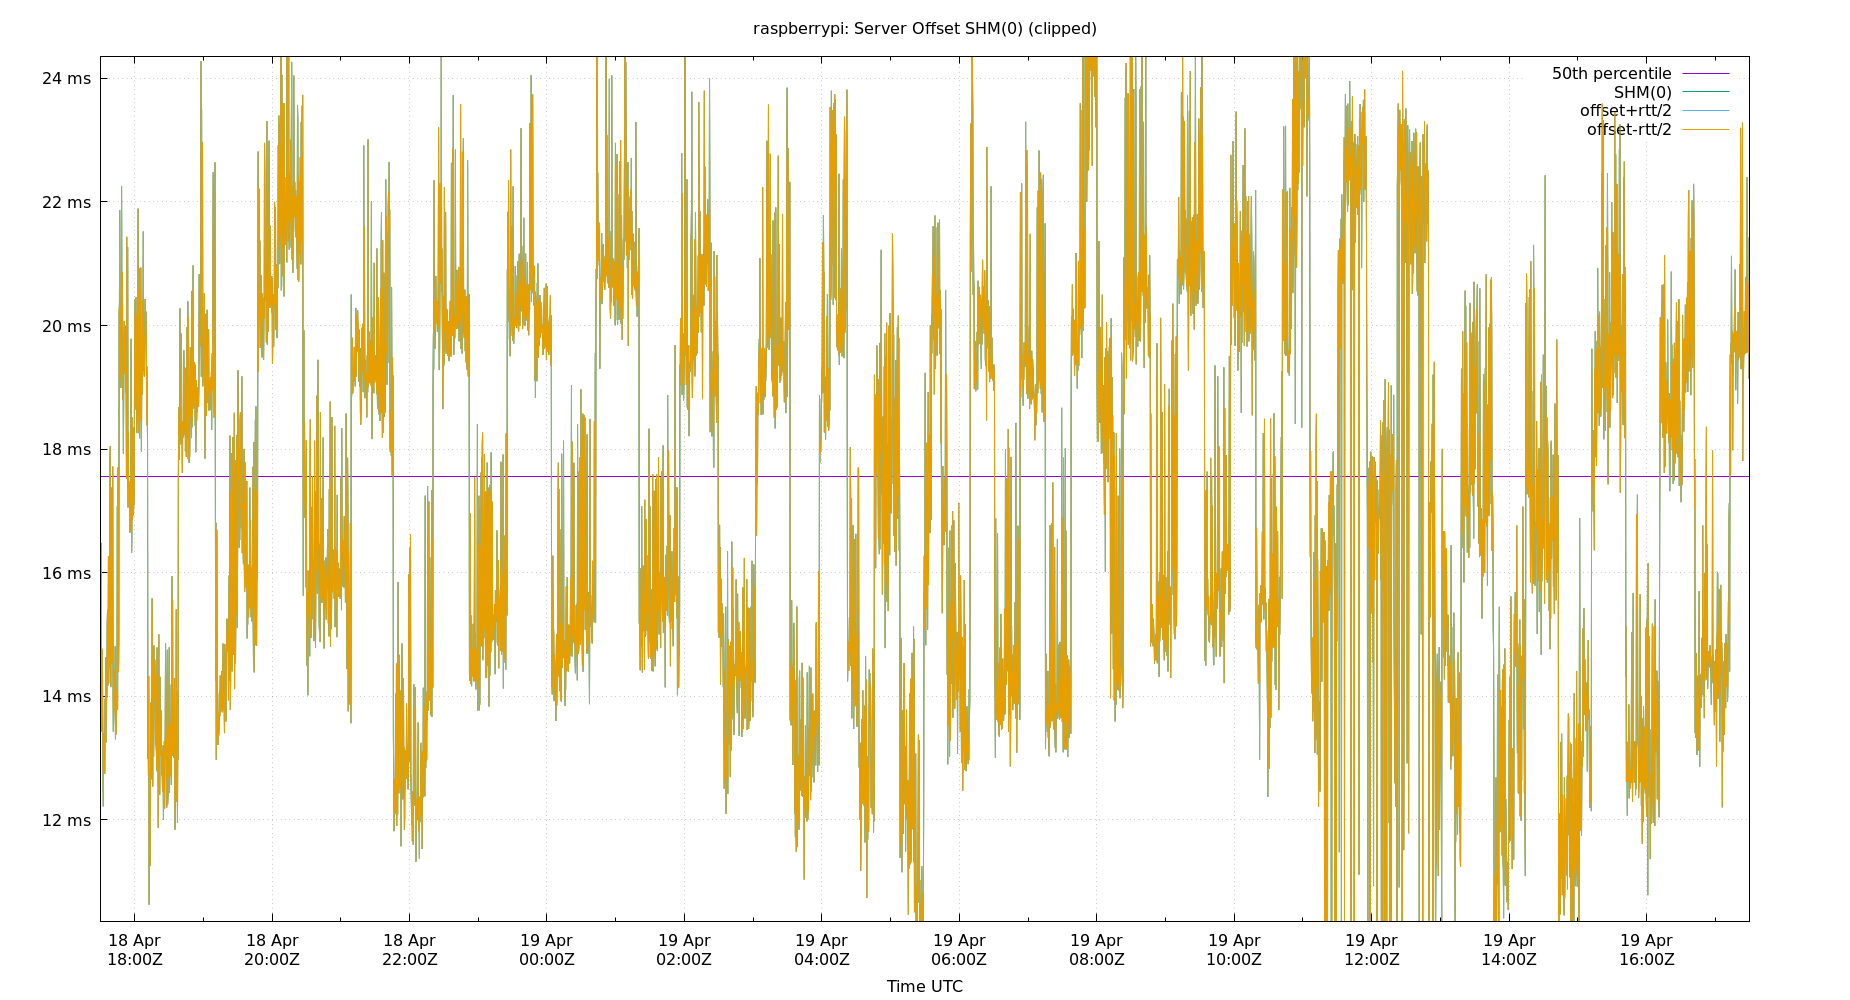 raspberrypi: Server Offset SHM(0) (clipped)
50th percentile
SHM(0)
offset+rtt/2
offset-rtt/2
24 ms
22 ms
20 ms
18 ms
16 ms
14 ms
12 ms
18 Apr 18 Apr 18 Apr 19 Apr 19 Apr 19 Apr 19 Apr 19 Apr 19 Apr 19 Apr 19 Apr 19 Apr
18:00Z 20:00Z 22:00Z 00:00Z 02:00Z 04:00Z 06:00Z 08:00Z 10:00Z 12:00Z 14:00Z 16:00Z
Time UTC